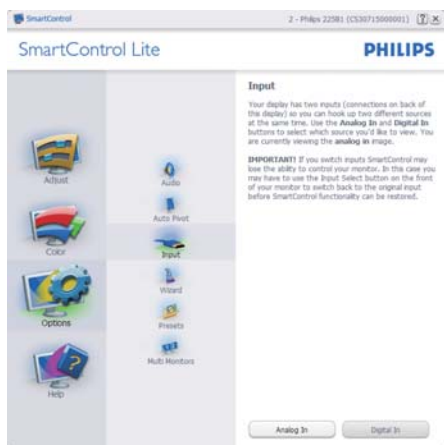 SmartControl
2 - Philips 225B1 (CS30715000001)
? X
SmartControl Lite
PHILIPS
Adjust
Color
Options
Help
Audio
Auto Pivot
Input
Wizard
Presets
Multi Monitors
Input
Your display has two inputs (connections on back of
this display) so you can hook up two different sources
at the same time. Use the Analog In and Digital In
buttons to select which source you'd like to view. You
are currently viewing the analog in image.
IMPORTANT! If you switch inputs SmartControl may
lose the ability to control your monitor. In this case you
may have to use the Input Select button on the front
of your monitor to switch back to the original input
before SmartControl functionality can be restored.
Analog In
Digital In